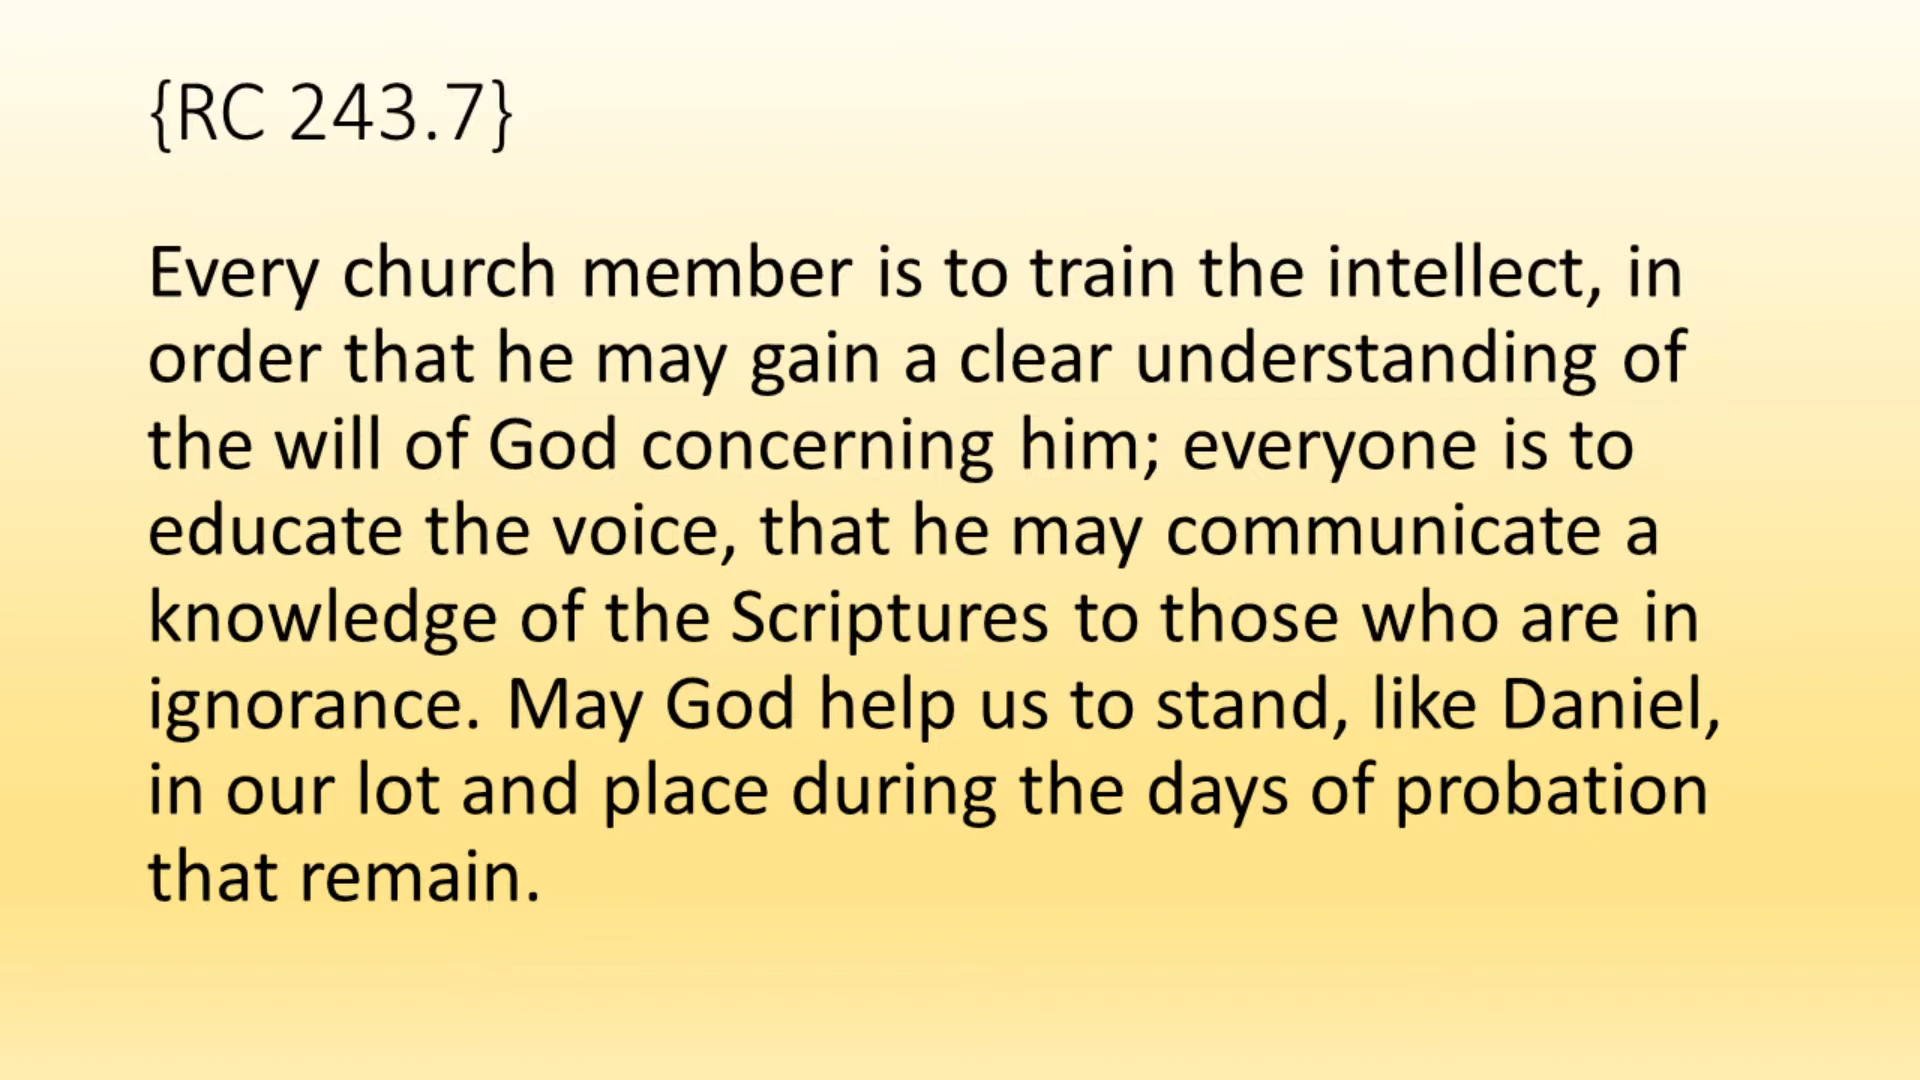 {RC 243.7}
Every church member is to train the intellect, in
order that he may gain a clear understanding of
the will of God concerning him; everyone is to
educate the voice, that he may communicate a
knowledge of the Scriptures to those who are in
ignorance. May God help us to stand, like Daniel,
in our lot and place during the days of probation
that remain.